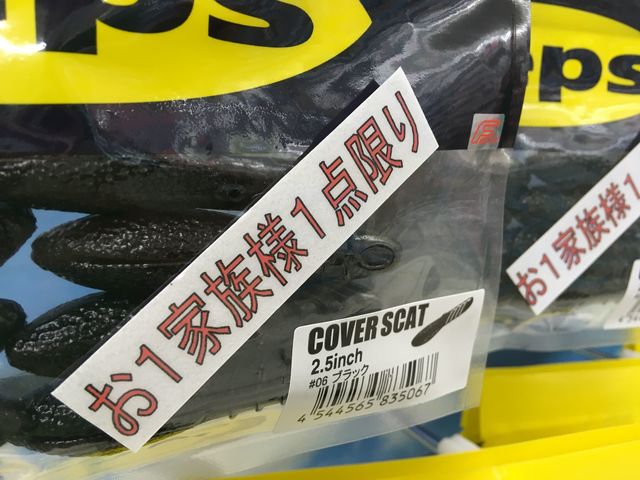 ps
eps
お1家族様1点限り
お1家族様1
COVER SCAT
2.5inch
#06 ブラック
4 544565 835067